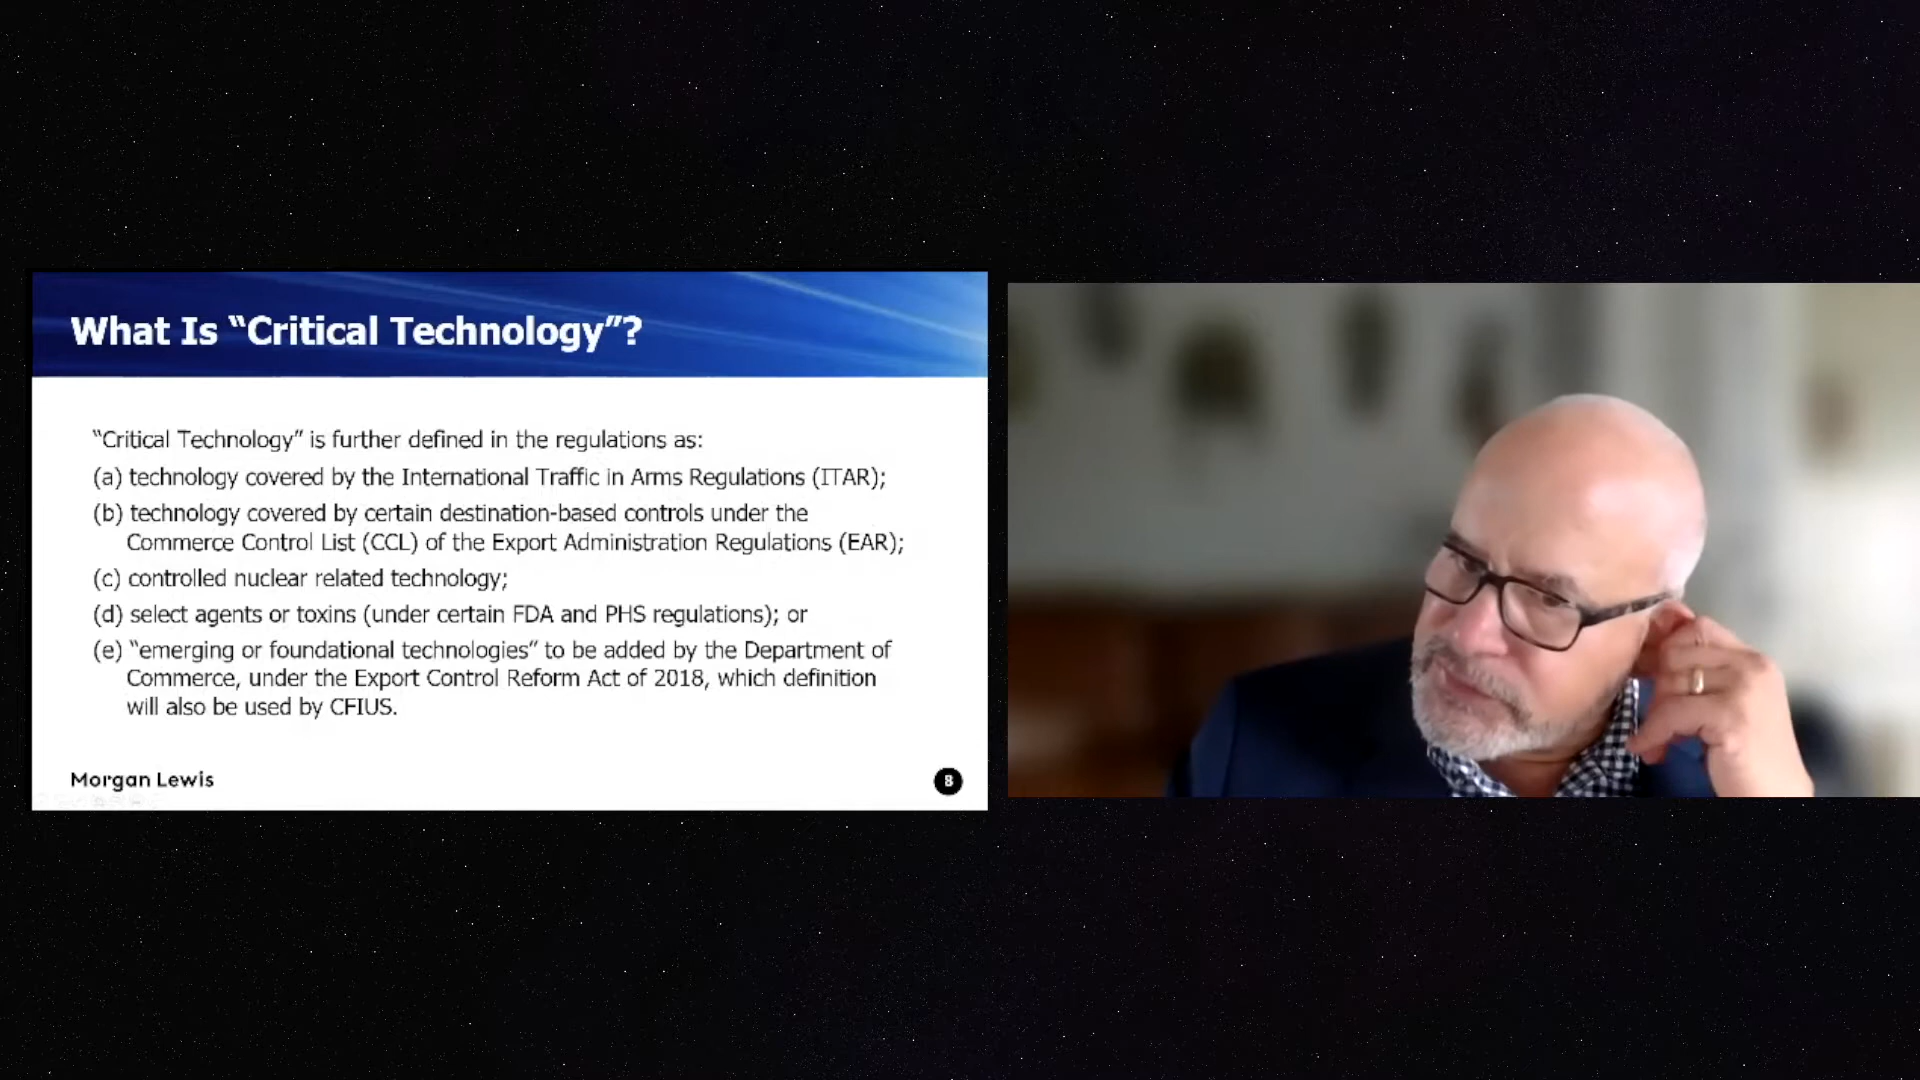 What Is “Critical Technology”?
“Critical Technology” is further defined in the regulations as:
(a) technology covered by the International Traffic in Arms Regulations (ITAR);
(b) technology covered by certain destination-based controls under the
Commerce Control List (CCL) of the Export Administration Regulations (EAR);
(c) controlled nuclear related technology;
(d) select agents or toxins (under certain FDA and PHS regulations); or
(e) “emerging or foundational technologies” to be added by the Department of
Commerce, under the Export Control Reform Act of 2018, which definition
will also be used by CFIUS.
Morgan Lewis
8